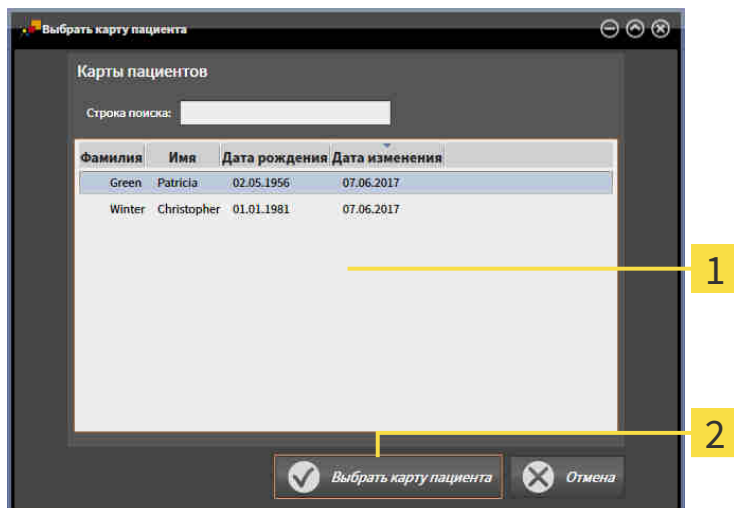 Выбрать карту пациента
Карты пациентов
Строка поиска:
Фамилия Имя Дата рождения Дата изменения
Green Patricia 02.05.1956 07.06.2017
Winter Christopher 01.01.1981 07.06.2017
1
2
Выбрать карту пациента Отмена